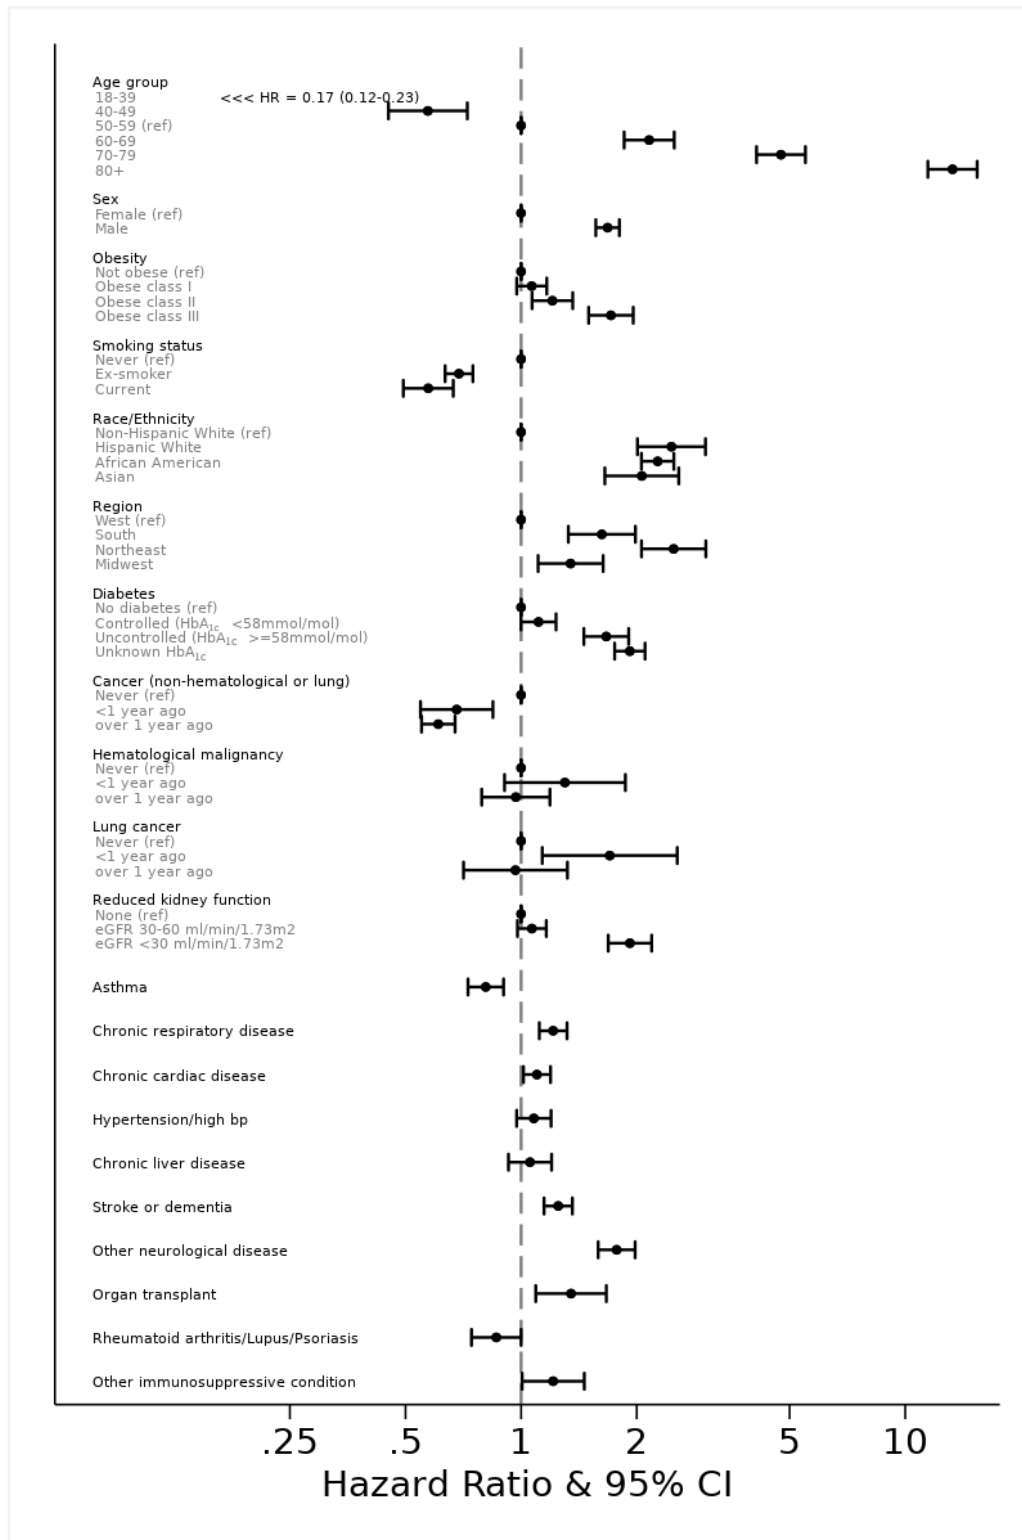 Age group
18-39 <<< HR = 0.17 (0.12-0.23)
40-49
50-59 (ref)
60-69
70-79
80+
Sex
Female (ref)
Male
Obesity
Not obese (ref)
Obese class I
Obese class II
Obese class III
Smoking status
Never (ref)
Ex-smoker
Current
Race/Ethnicity
Non-Hispanic White (ref)
Hispanic White
African American
Asian
Region
West (ref)
South
Northeast
Midwest
Diabetes
No diabetes (ref)
Controlled (HbA1c <58mmol/mol)
Uncontrolled (HbA1c >=58mmol/mol)
Unknown HbA1c
Cancer (non-hematological or lung)
Never (ref)
<1 year ago
over 1 year ago
Hematological malignancy
Never (ref)
<1 year ago
over 1 year ago
Lung cancer
Never (ref)
<1 year ago
over 1 year ago
Reduced kidney function
None (ref)
eGFR 30-60 ml/min/1.73m2
eGFR <30 ml/min/1.73m2
Asthma
Chronic respiratory disease
Chronic cardiac disease
Hypertension/high bp
Chronic liver disease
Stroke or dementia
Other neurological disease
Organ transplant
Rheumatoid arthritis/Lupus/Psoriasis
Other immunosuppressive condition
.25 .5 1 2 5 10
Hazard Ratio & 95% CI